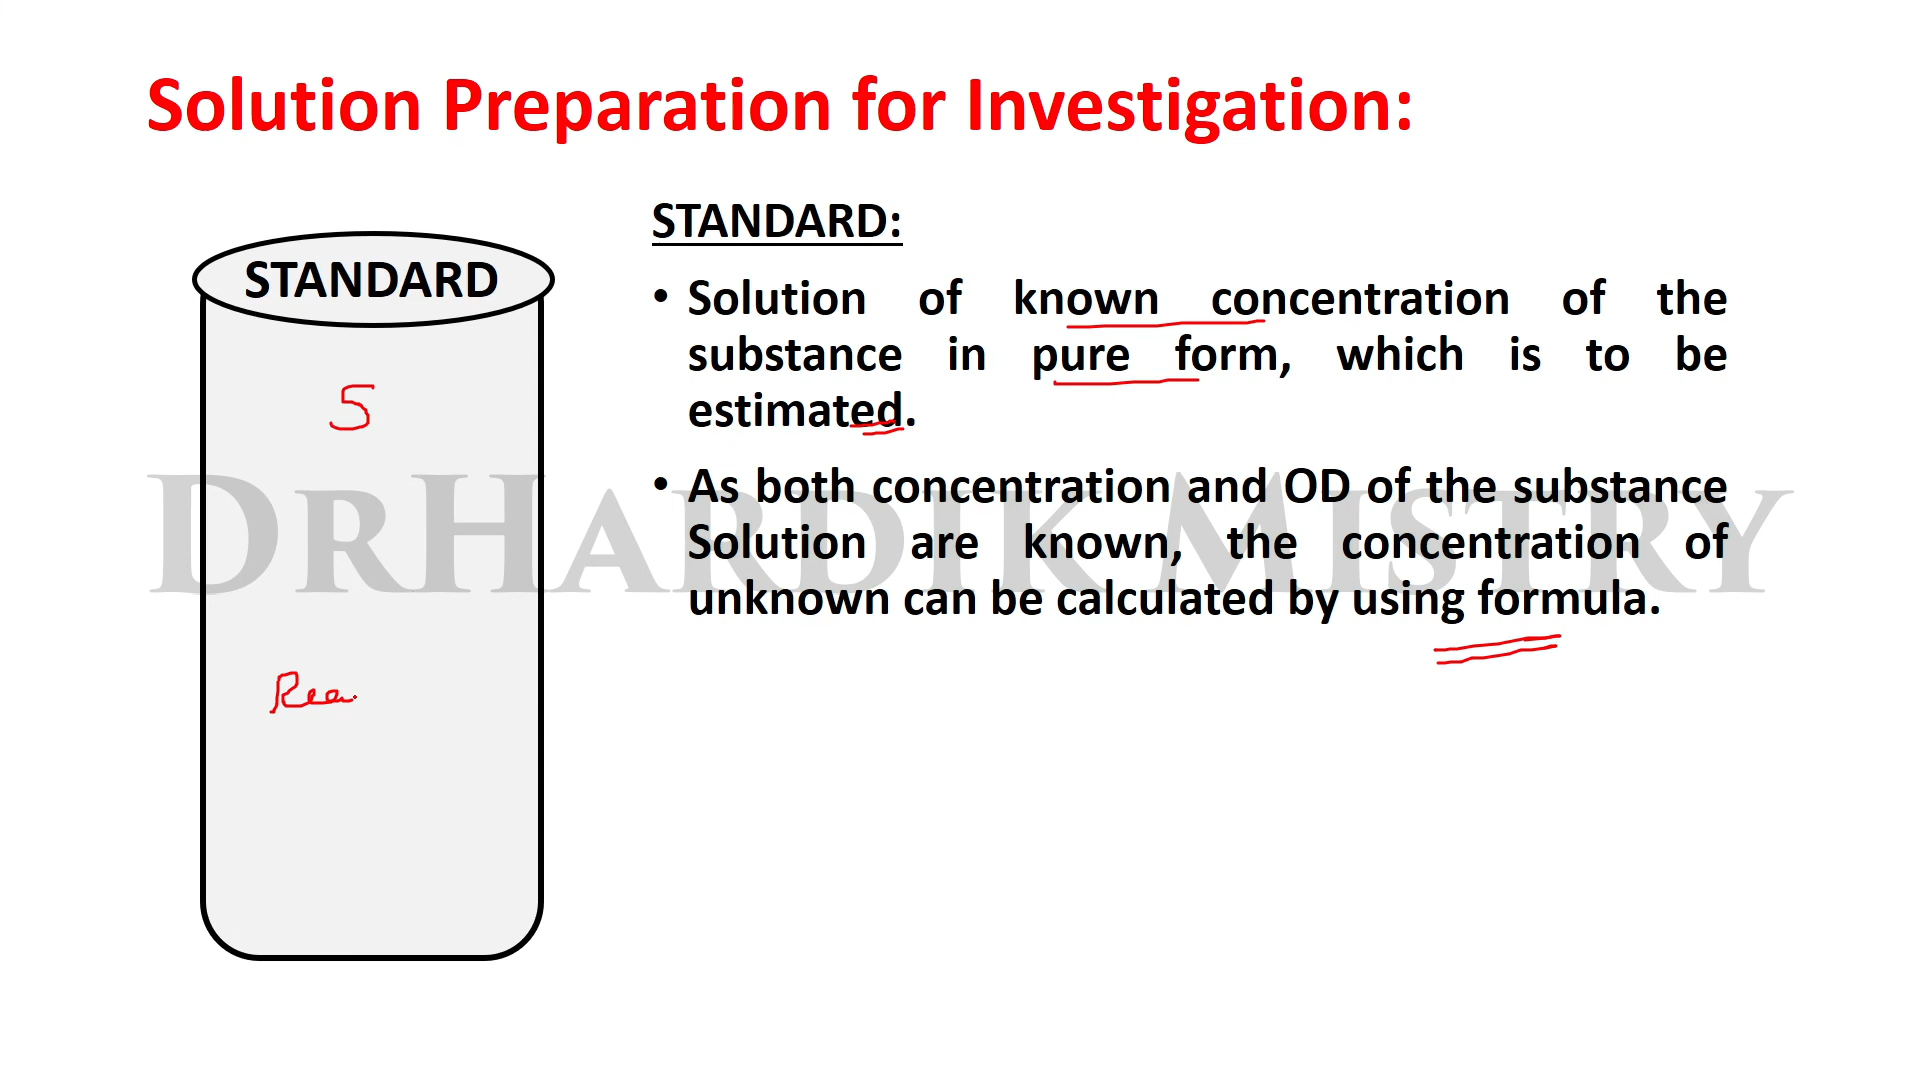 Solution Preparation for Investigation:
STANDARD
S
Rea
STANDARD:
• Solution of known concentration of the
substance in pure form, which is to be
estimated.
• As both concentration and OD of the substance
Solution are known, the concentration of
unknown can be calculated by using formula.
DRHARDIK MISTRY